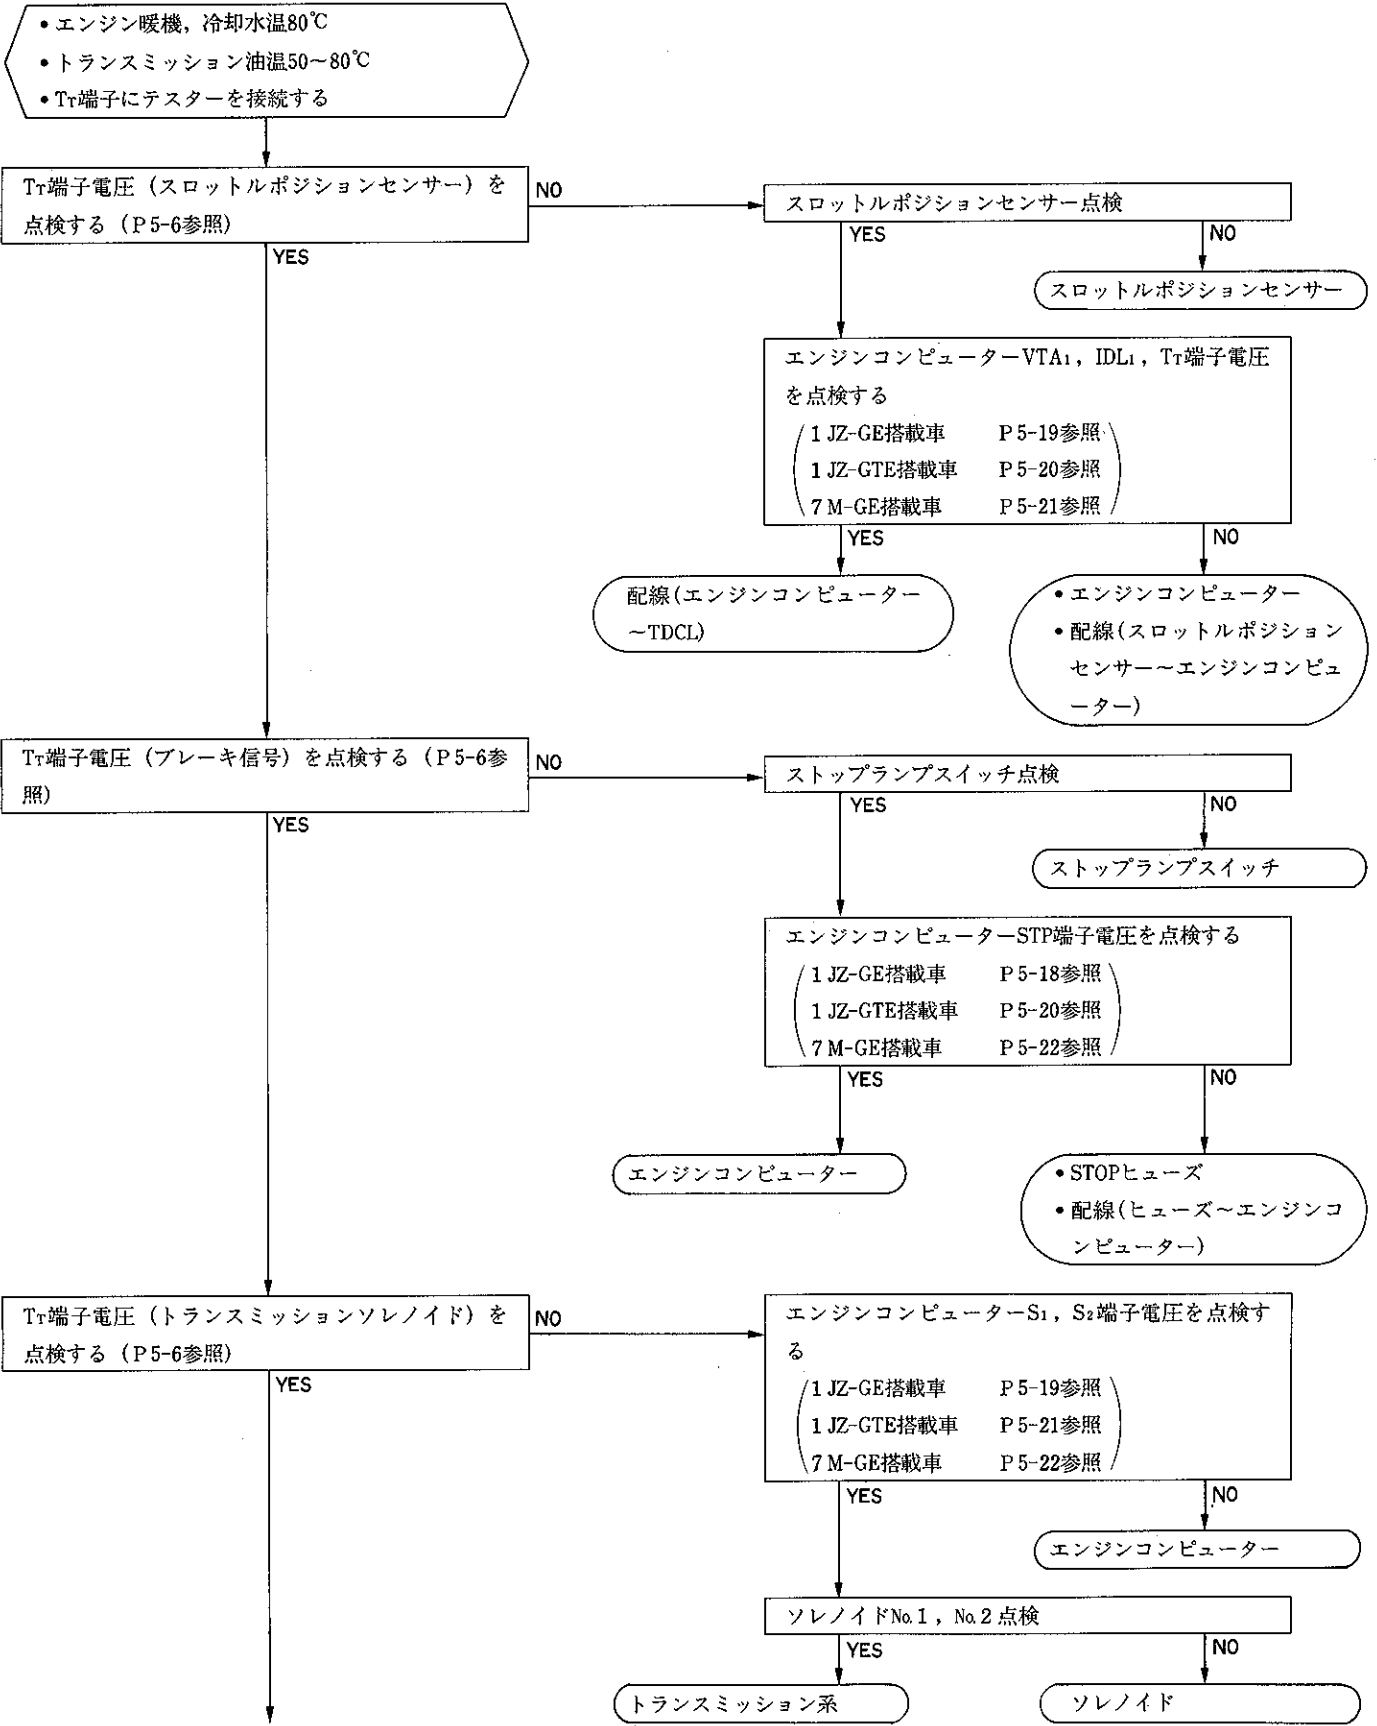 • エンジン暖機，冷却水温80℃
• トランスミッション油温50～80℃
• TT端子にテスターを接続する
TT端子電圧（スロットルポジションセンサー）を
点検する（P5-6参照）
NO
YES
スロットルポジションセンサー点検
YES
NO
スロットルポジションセンサー
エンジンコンピューターVTA1，IDL1，TT端子電圧
を点検する
1JZ-GE搭載車 P5-19参照
1JZ-GTE搭載車 P5-20参照
7M-GE搭載車 P5-21参照
YES
NO
配線(エンジンコンピューター
～TDCL)
• エンジンコンピューター
• 配線(スロットルポジション
センサー～エンジンコンピュ
ーター)
TT端子電圧（ブレーキ信号）を点検する（P5-6参
照)
NO
YES
ストップランプスイッチ点検
YES
NO
ストップランプスイッチ
エンジンコンピューターSTP端子電圧を点検する
1JZ-GE搭載車 P5-18参照
1JZ-GTE搭載車 P5-20参照
7M-GE搭載車 P5-22参照
YES
NO
エンジンコンピューター
• STOPヒューズ
• 配線(ヒューズ～エンジンコ
ンピューター)
TT端子電圧（トランスミッションソレノイド）を
点検する（P5-6参照)
NO
YES
エンジンコンピューターS1，S2端子電圧を点検す
る
1JZ-GE搭載車 P5-19参照
1JZ-GTE搭載車 P5-21参照
7M-GE搭載車 P5-22参照
YES
NO
エンジンコンピューター
ソレノイド№1，№2点検
YES
NO
トランスミッション系
ソレノイド